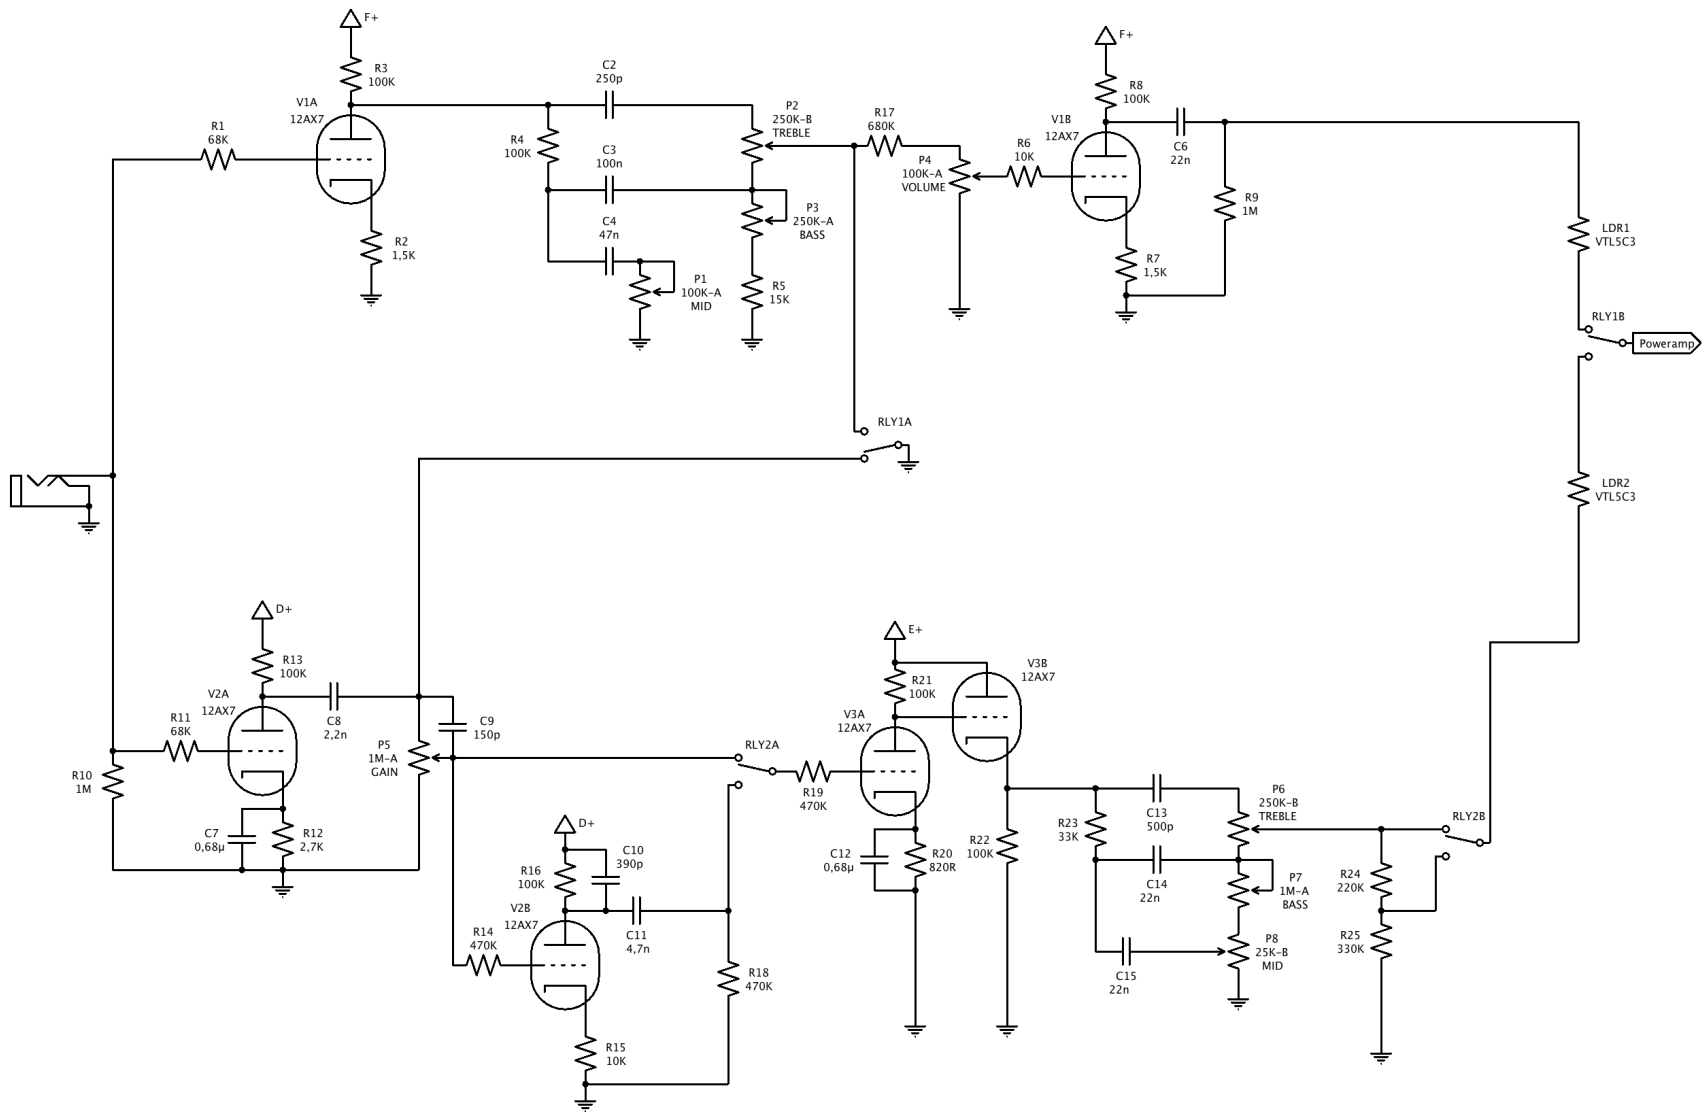 F+
R3
100K
V1A
12AX7
R1
68K
R2
1,5K
C2
250p
R4
100K
C3
100n
C4
47n
P1
100K-A
MID
P2
250K-B
TREBLE
P3
250K-A
BASS
R5
15K
R17
680K
P4
100K-A
VOLUME
R6
10K
F+
R8
100K
V1B
12AX7
C6
22n
R9
1M
R7
1,5K
LDR1
VTL5C3
RLY1B
Poweramp
LDR2
VTL5C3
RLY1A
D+
R13
100K
V2A
12AX7
R11
68K
R10
1M
C7
0,68µ
R12
2,7K
C8
2,2n
P5
1M-A
GAIN
C9
150p
D+
R16
100K
C10
390p
V2B
12AX7
R14
470K
C11
4,7n
R15
10K
R18
470K
RLY2A
R19
470K
E+
R21
100K
V3A
12AX7
V3B
12AX7
C12
0,68µ
R20
820R
R22
100K
R23
33K
C13
500p
C14
22n
C15
22n
P6
250K-B
TREBLE
P7
1M-A
BASS
P8
25K-B
MID
R24
220K
R25
330K
RLY2B